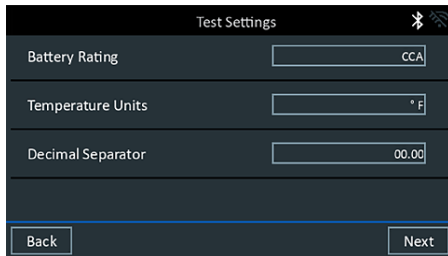 Test Settings
Battery Rating CCA
Temperature Units ° F
Decimal Separator 00.00
Back Next